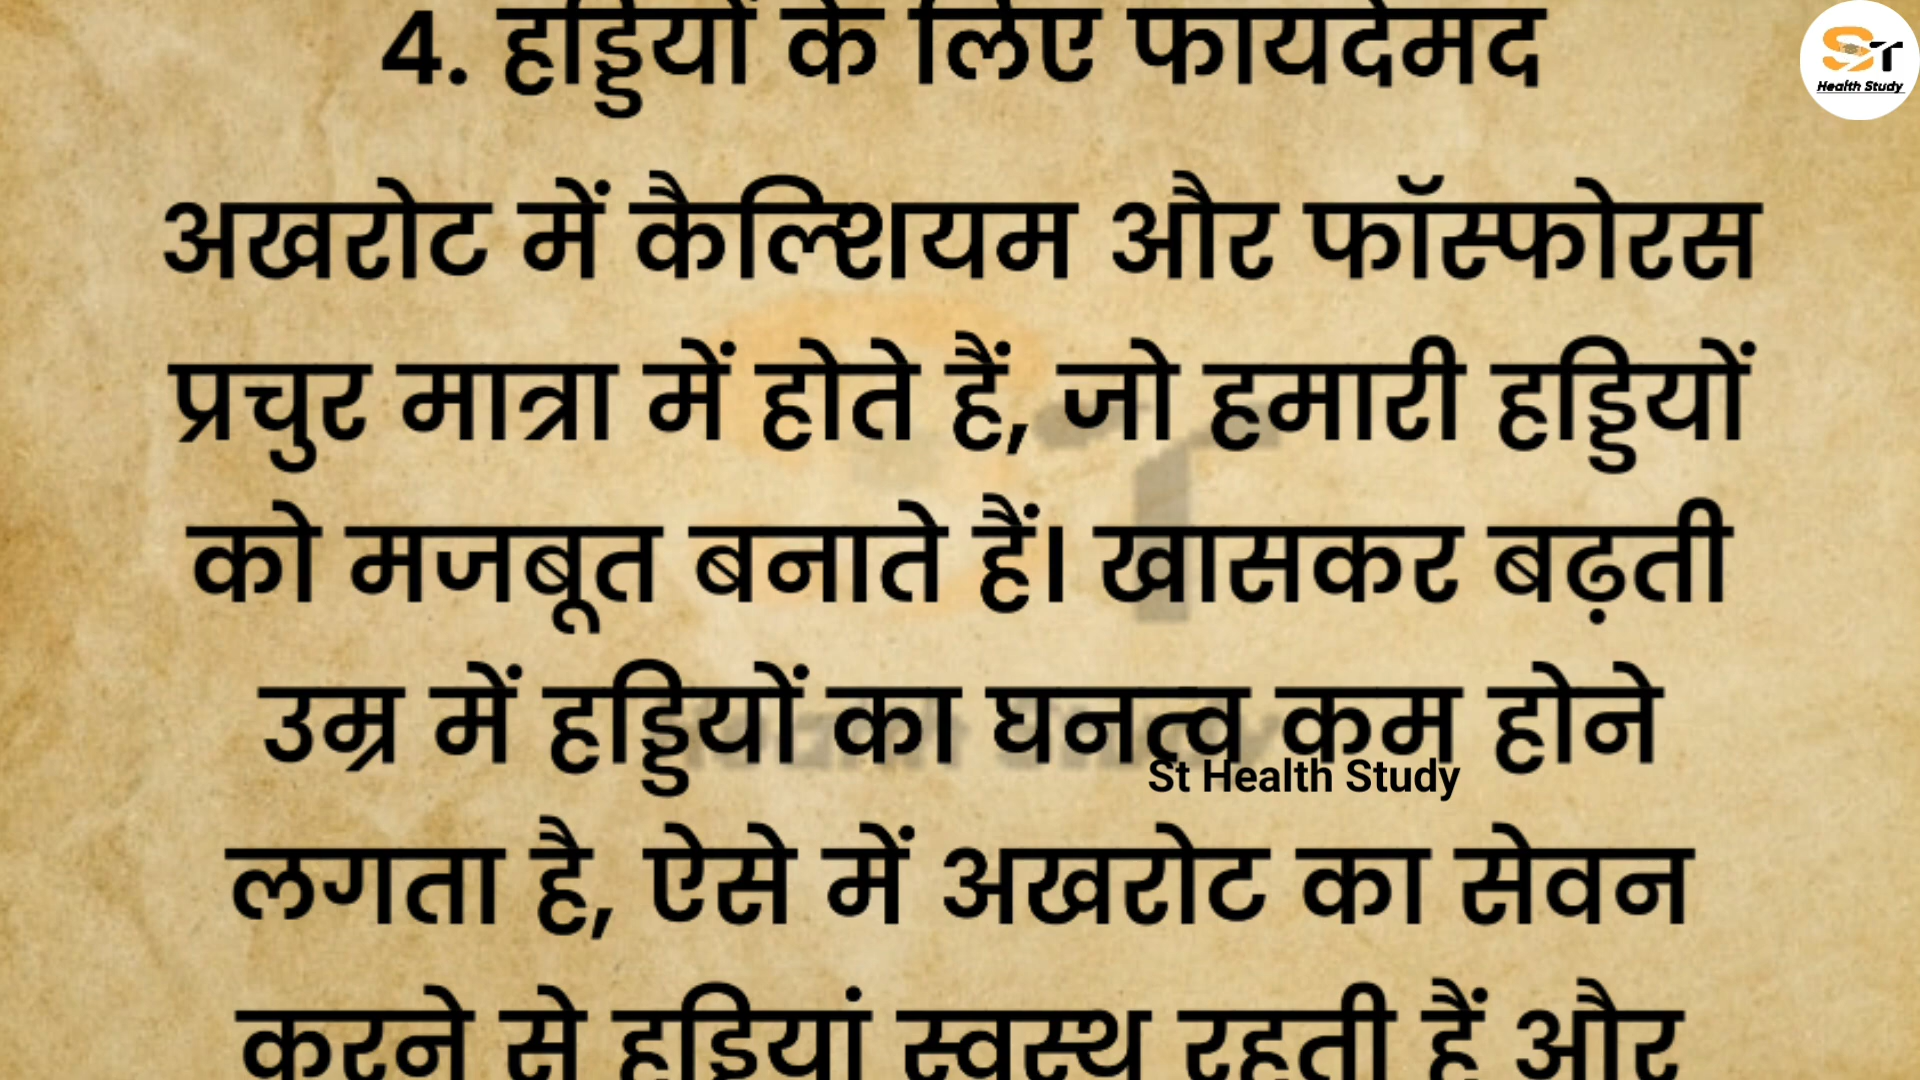 4. हड्डियों के लिए फायदेमंद
ST
Health Study
अखरोट में कैल्शियम और फॉस्फोरस
प्रचुर मात्रा में होते हैं, जो हमारी हड्डियों
को मजबूत बनाते हैं। खासकर बढ़ती
उम्र में हड्डियों का घनत्व कम होने
St Health Study
लगता है, ऐसे में अखरोट का सेवन
करने से हड्डियां स्वस्थ रहती हैं और